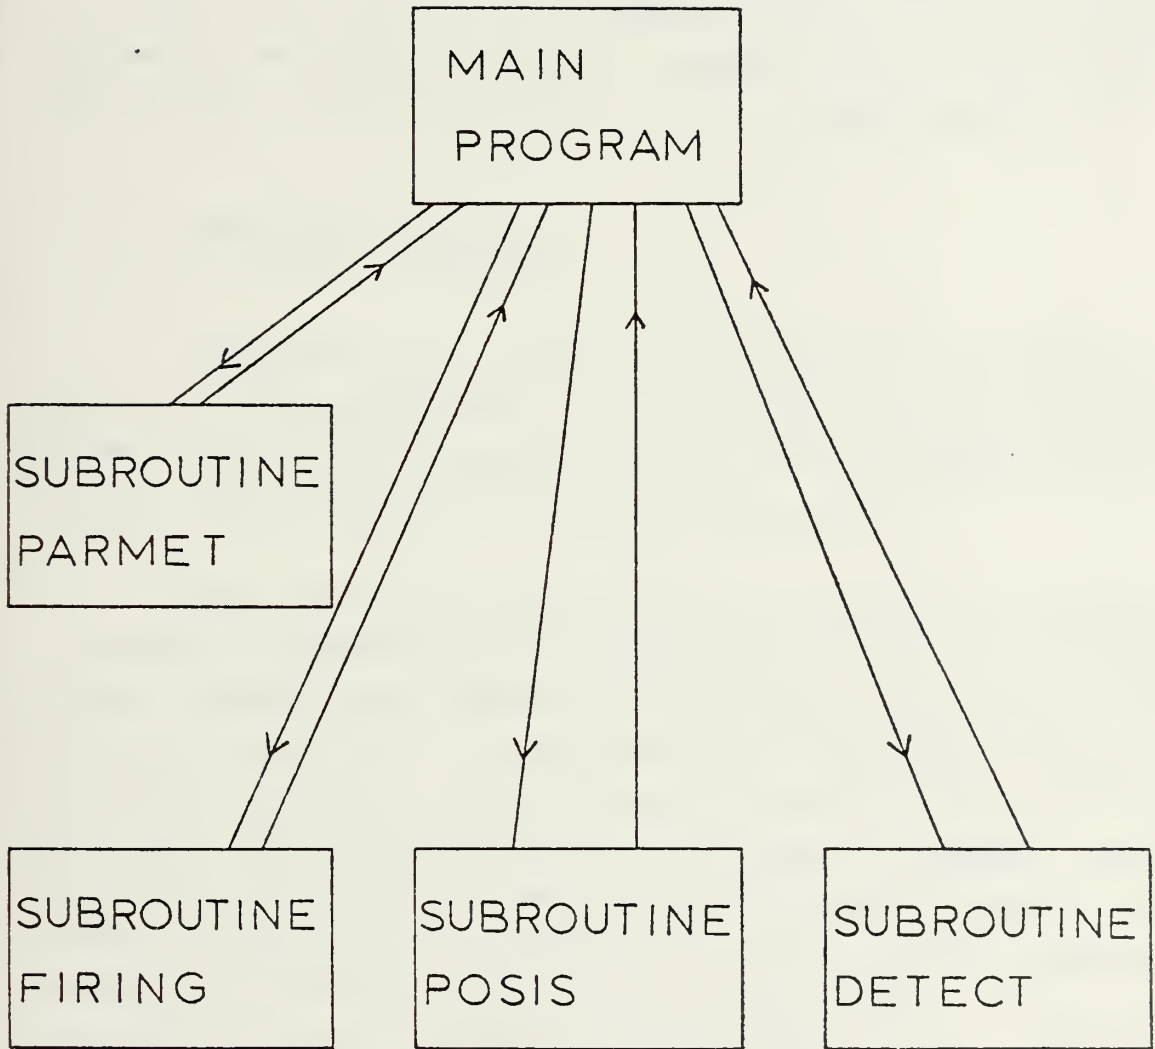 MAIN
PROGRAM
SUBROUTINE
PARMET
SUBROUTINE
FIRING
SUBROUTINE
POSIS
SUBROUTINE
DETECT